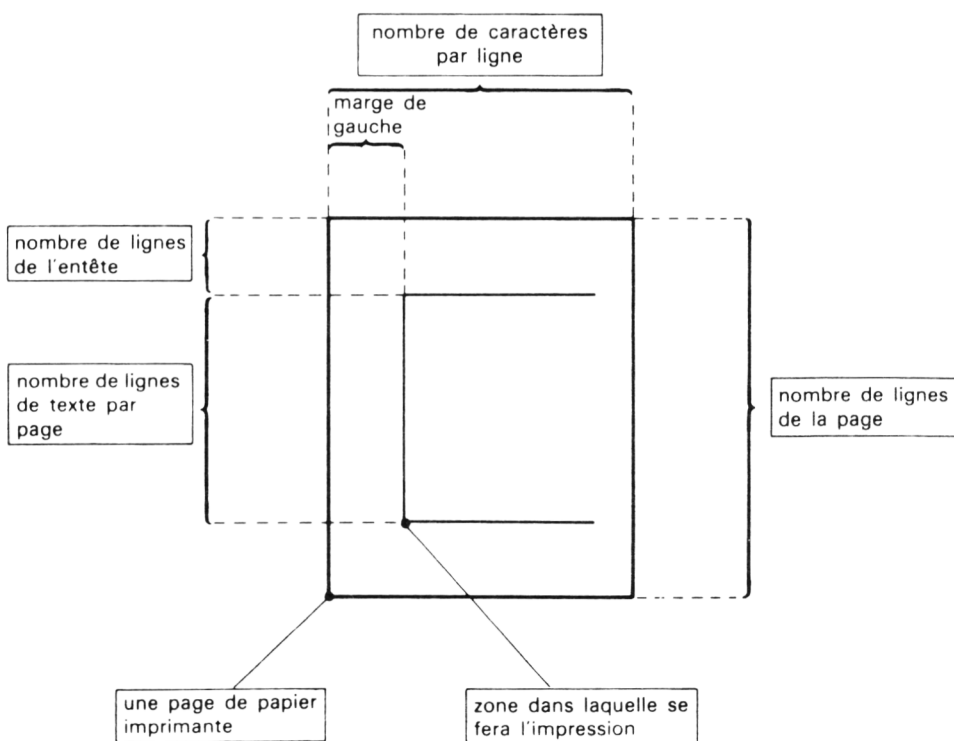 nombre de caractères
par ligne
marge de
gauche
nombre de lignes
de l'entête
nombre de lignes
de texte par
page
nombre de lignes
de la page
une page de papier
imprimante
zone dans laquelle se
fera l'impression